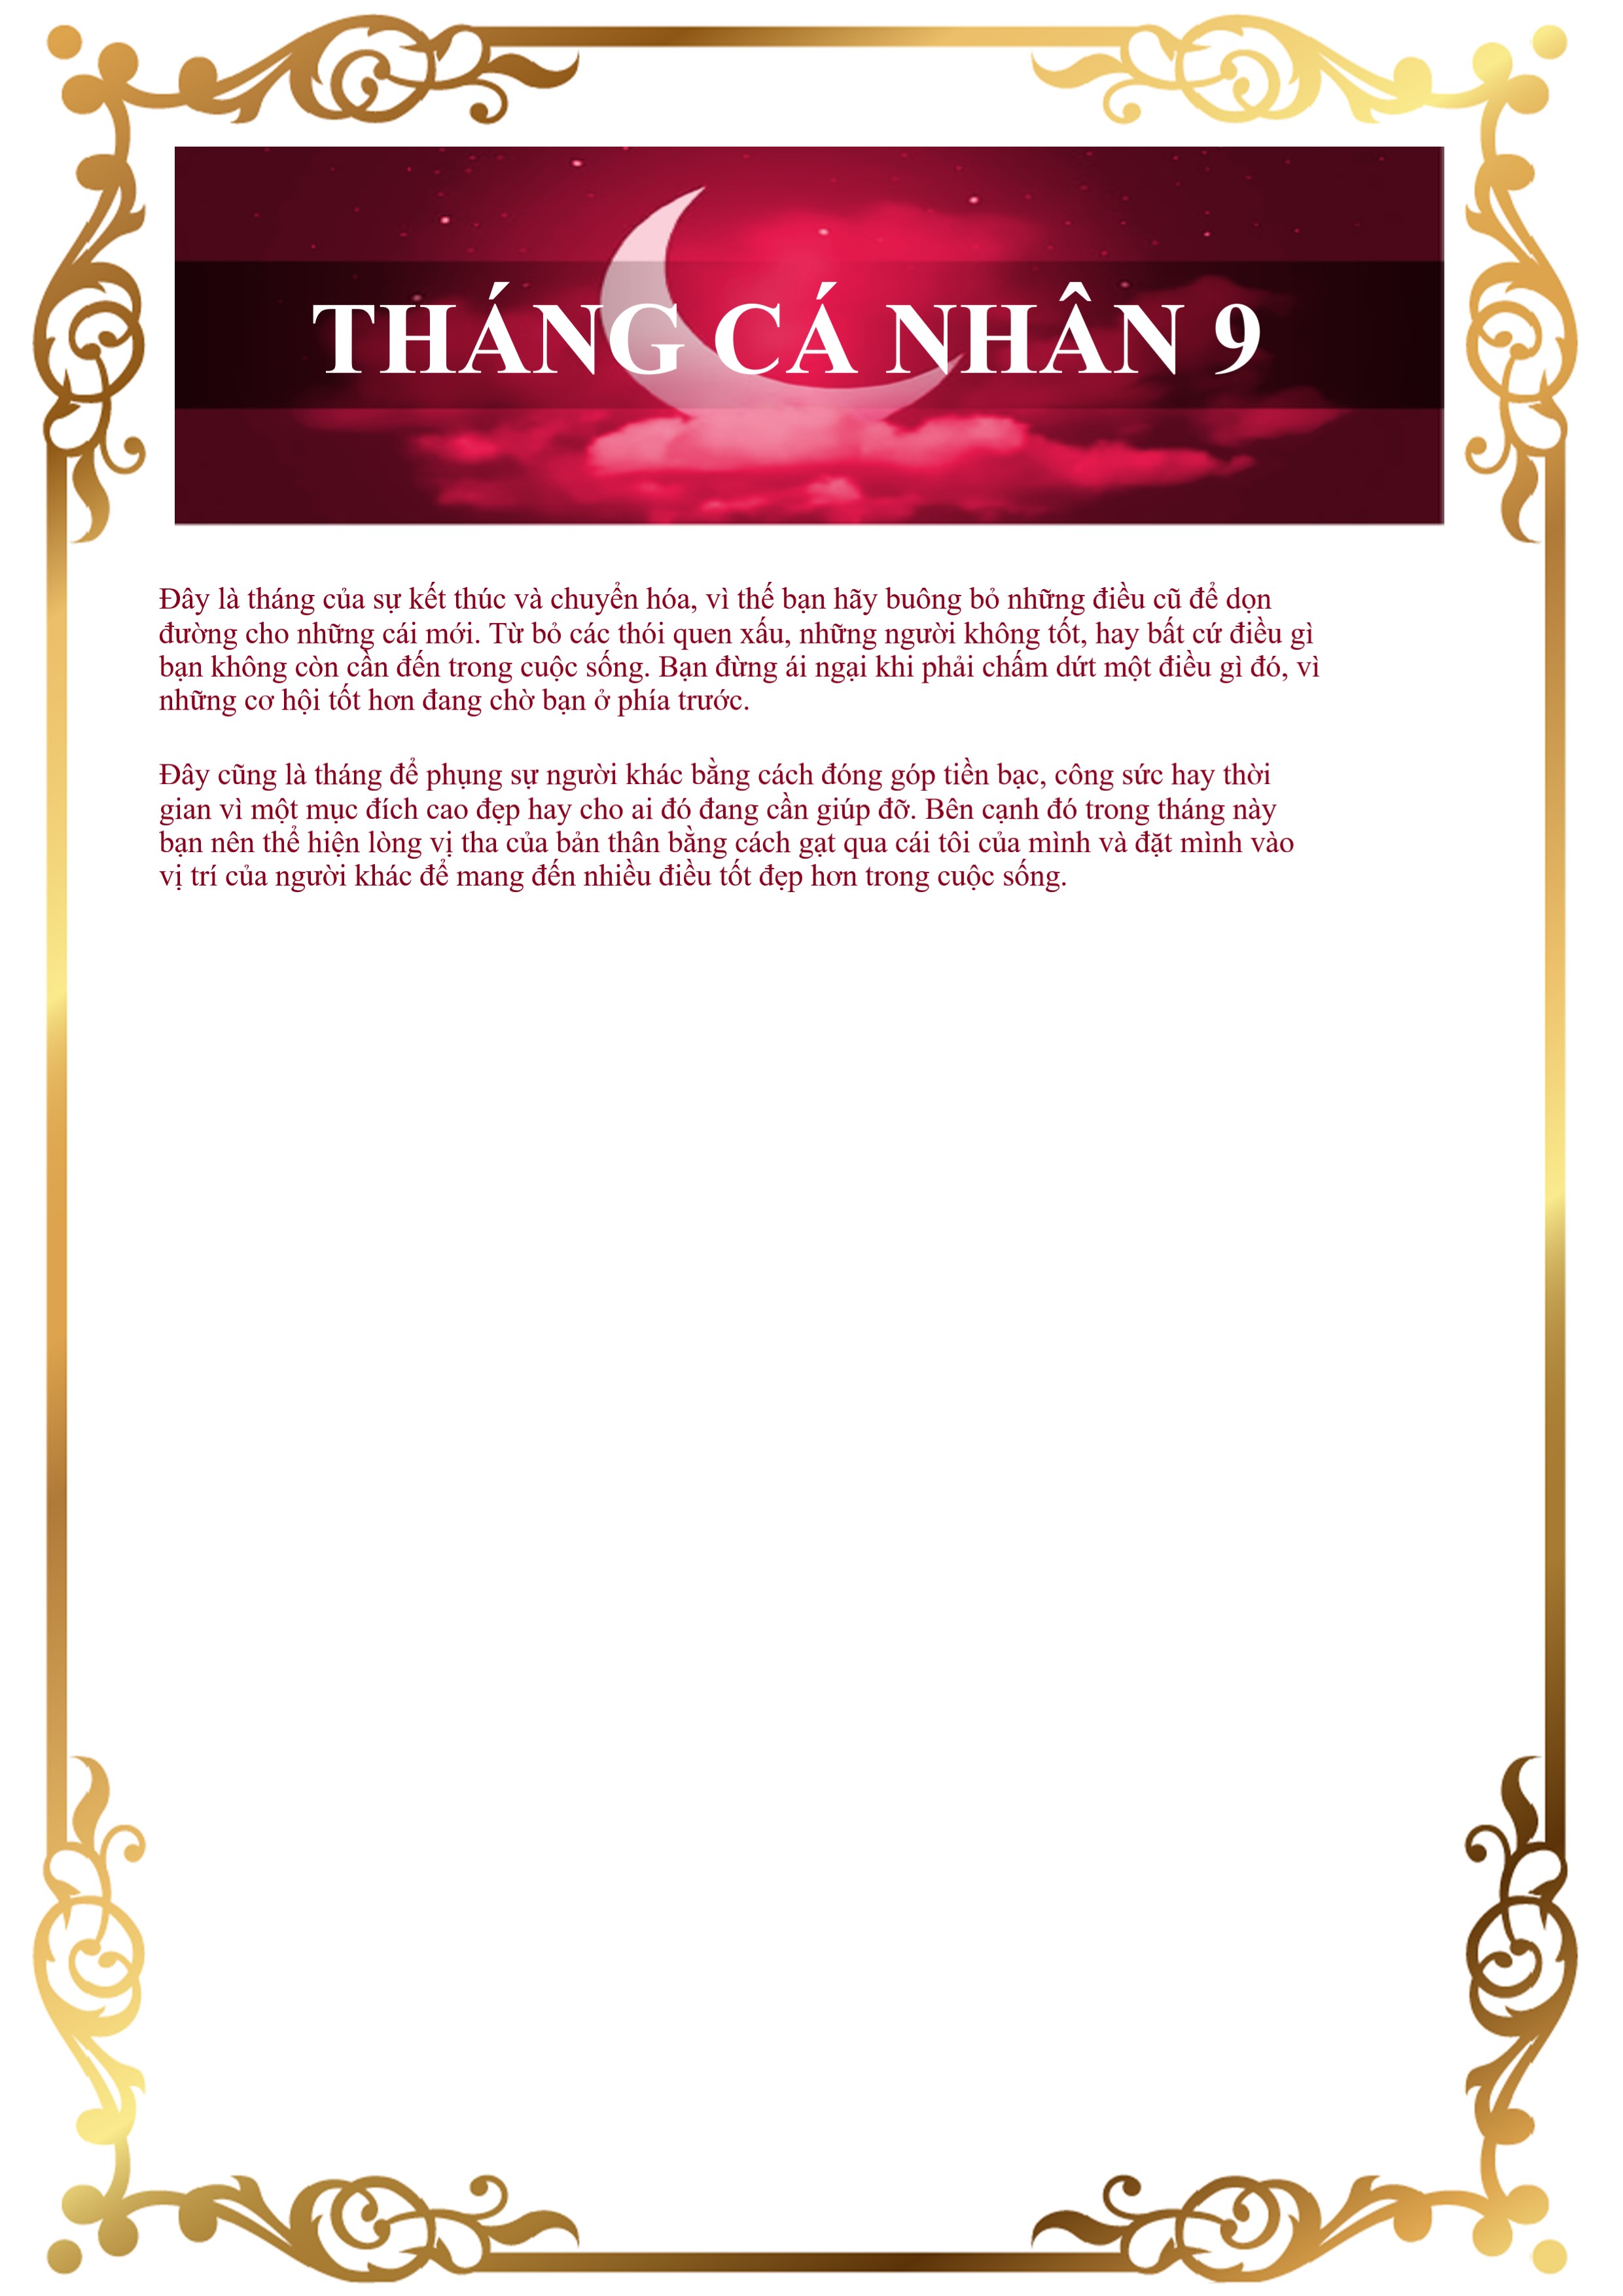 THÁNG CÁ NHÂN 9
Đây là tháng của sự kết thúc và chuyển hóa, vì thế bạn hãy buông bỏ những điều cũ để dọn
đường cho những cái mới. Từ bỏ các thói quen xấu, những người không tốt, hay bất cứ điều gì
bạn không còn cần đến trong cuộc sống. Bạn đừng ái ngại khi phải chấm dứt một điều gì đó, vì
những cơ hội tốt hơn đang chờ bạn ở phía trước.
Đây cũng là tháng để phụng sự người khác bằng cách đóng góp tiền bạc, công sức hay thời
gian vì một mục đích cao đẹp hay cho ai đó đang cần giúp đỡ. Bên cạnh đó trong tháng này
bạn nên thể hiện lòng vị tha của bản thân bằng cách gạt qua cái tôi của mình và đặt mình vào
vị trí của người khác để mang đến nhiều điều tốt đẹp hơn trong cuộc sống.